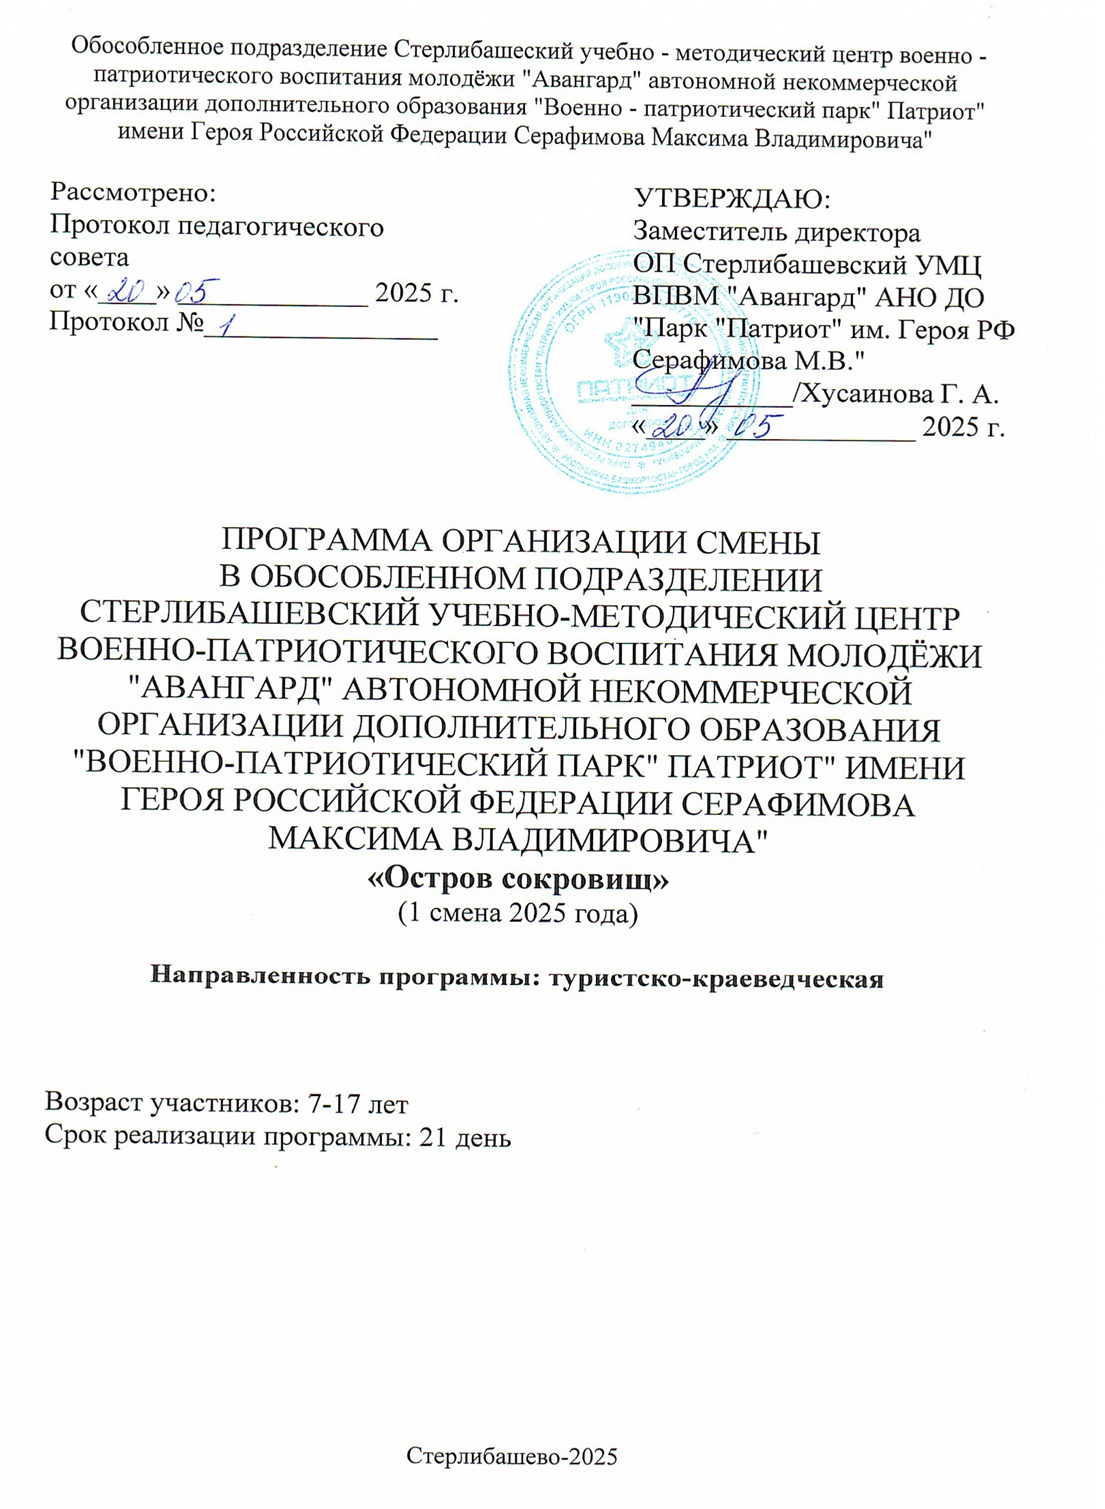 Обособленное подразделение Стерлибашеский учебно - методический центр военно -
патриотического воспитания молодёжи "Авангард" автономной некоммерческой
организации дополнительного образования "Военно - патриотический парк" Патриот"
имени Героя Российской Федерации Серафимова Максима Владимировича"
Рассмотрено:
Протокол педагогического
совета
от «20» 05 2025 г.
Протокол № 1
УТВЕРЖДАЮ:
Заместитель директора
ОП Стерлибашевский УМЦ
ВПВМ "Авангард" АНО ДО
"Парк "Патриот" им. Героя РФ
Серафимова М.В."
/Хусаинова Г. А.
«20» 05 2025 г.
ПАТРИОТ
ПРОГРАММА ОРГАНИЗАЦИИ СМЕНЫ
В ОБОСОБЛЕННОМ ПОДРАЗДЕЛЕНИИ
СТЕРЛИБАШЕВСКИЙ УЧЕБНО-МЕТОДИЧЕСКИЙ ЦЕНТР
ВОЕННО-ПАТРИОТИЧЕСКОГО ВОСПИТАНИЯ МОЛОДЁЖИ
"АВАНГАРД" АВТОНОМНОЙ НЕКОММЕРЧЕСКОЙ
ОРГАНИЗАЦИИ ДОПОЛНИТЕЛЬНОГО ОБРАЗОВАНИЯ
"ВОЕННО-ПАТРИОТИЧЕСКИЙ ПАРК" ПАТРИОТ" ИМЕНИ
ГЕРОЯ РОССИЙСКОЙ ФЕДЕРАЦИИ СЕРАФИМОВА
МАКСИМА ВЛАДИМИРОВИЧА"
«Остров сокровищ»
(1 смена 2025 года)
Направленность программы: туристско-краеведческая
Возраст участников: 7-17 лет
Срок реализации программы: 21 день
Стерлибашево-2025